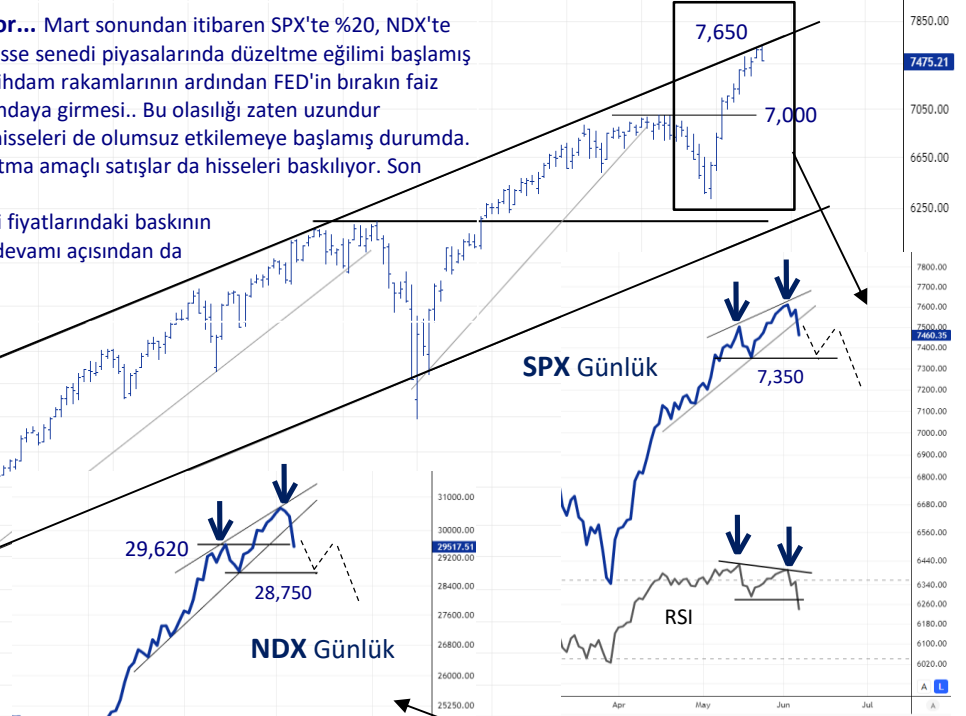 or... Mart sonundan itibaren SPX'te %20, NDX'te
sse senedi piyasalarında düzeltme eğilimi başlamış
ihdam rakamlarının ardından FED'in bırakın faiz
ndaya girmesi.. Bu olasılığı zaten uzundur
hisseleri de olumsuz etkilemeye başlamış durumda.
tma amaçlı satışlar da hisseleri baskılıyor. Son
i fiyatlarındaki baskının
devamı açısından da
7,650
7,000
7850.00
7475.21
7050.00
6650.00
6250.00
SPX Günlük
7,350
7800.00
7700.00
7600.00
7500.00
7460.35
7400.00
7300.00
7200.00
7100.00
7000.00
6900.00
6800.00
6680.00
6560.00
6440.00
6340.00
6260.00
6180.00
6100.00
6020.00
RSI
Apr May Jun Jul
A L
A
29,620
28,750
NDX Günlük
31000.00
30000.00
29517.51
29200.00
28400.00
27600.00
26800.00
26000.00
25250.00